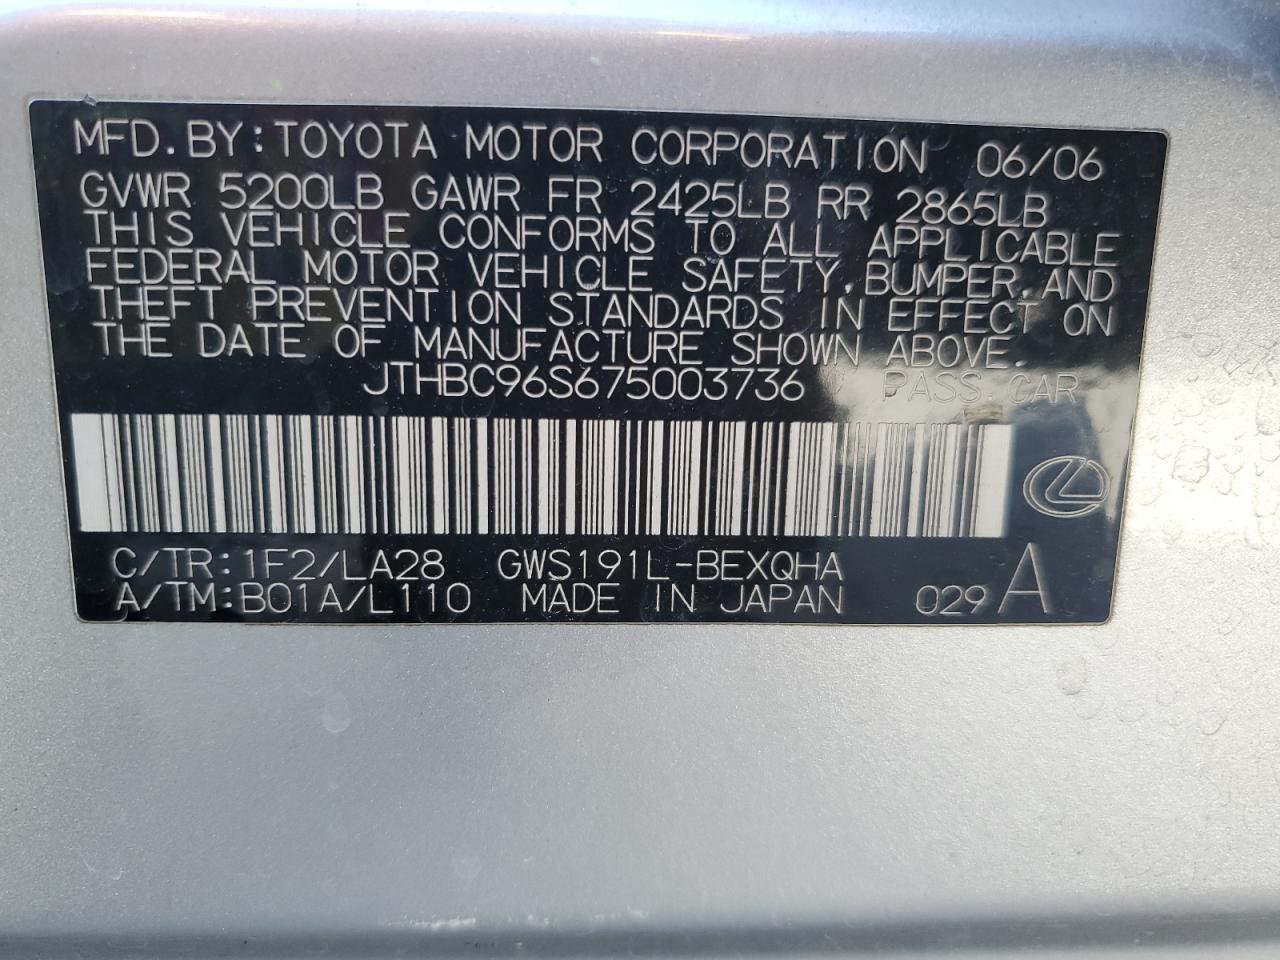 MFD. BY: TOYOTA MOTOR CORPORATION 06/06
GVWR 5200LB GAWR FR 2425LB RR 2865LB
THIS VEHICLE CONFORMS TO ALL APPLICABLE
FEDERAL MOTOR VEHICLE SAFETY, BUMPER, AND
THEFT PREVENTION STANDARDS IN EFFECT ON
THE DATE OF MANUFACTURE SHOWN ABOVE.
JTHBC96S675003736 PASS. CAR
C/TR: 1F2/LA28 GWS191L-BEXQHA
A/TM: B01A/L110 MADE IN JAPAN 029 A